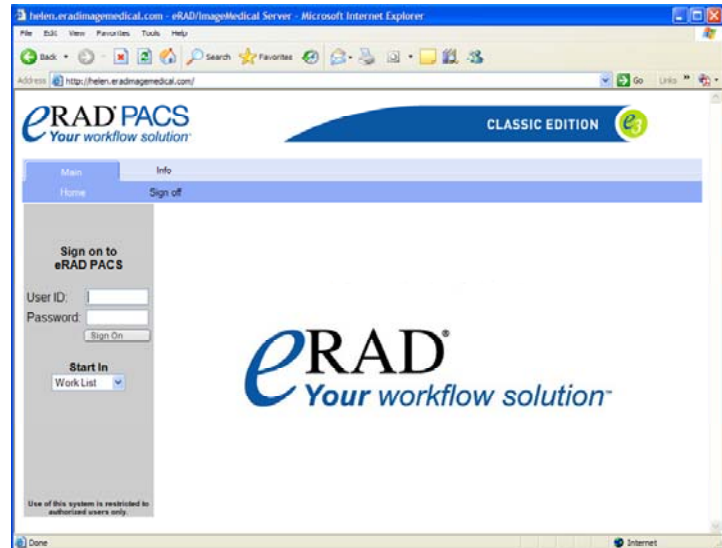 helen.eradimagemedical.com - eRAD/ImageMedical Server - Microsoft Internet Explorer
File Edit View Favorites Tools Help
Back Search Favorites
Address http://helen.eradimagemedical.com/ Go Links »
eRAD® PACS
Your workflow solution™
CLASSIC EDITION e3
Main Info
Home Sign off
Sign on to
eRAD PACS
User ID:
Password:
Sign On
Start In
Work List
eRAD®
Your workflow solution™
Use of this system is restricted to
authorized users only.
Done Internet